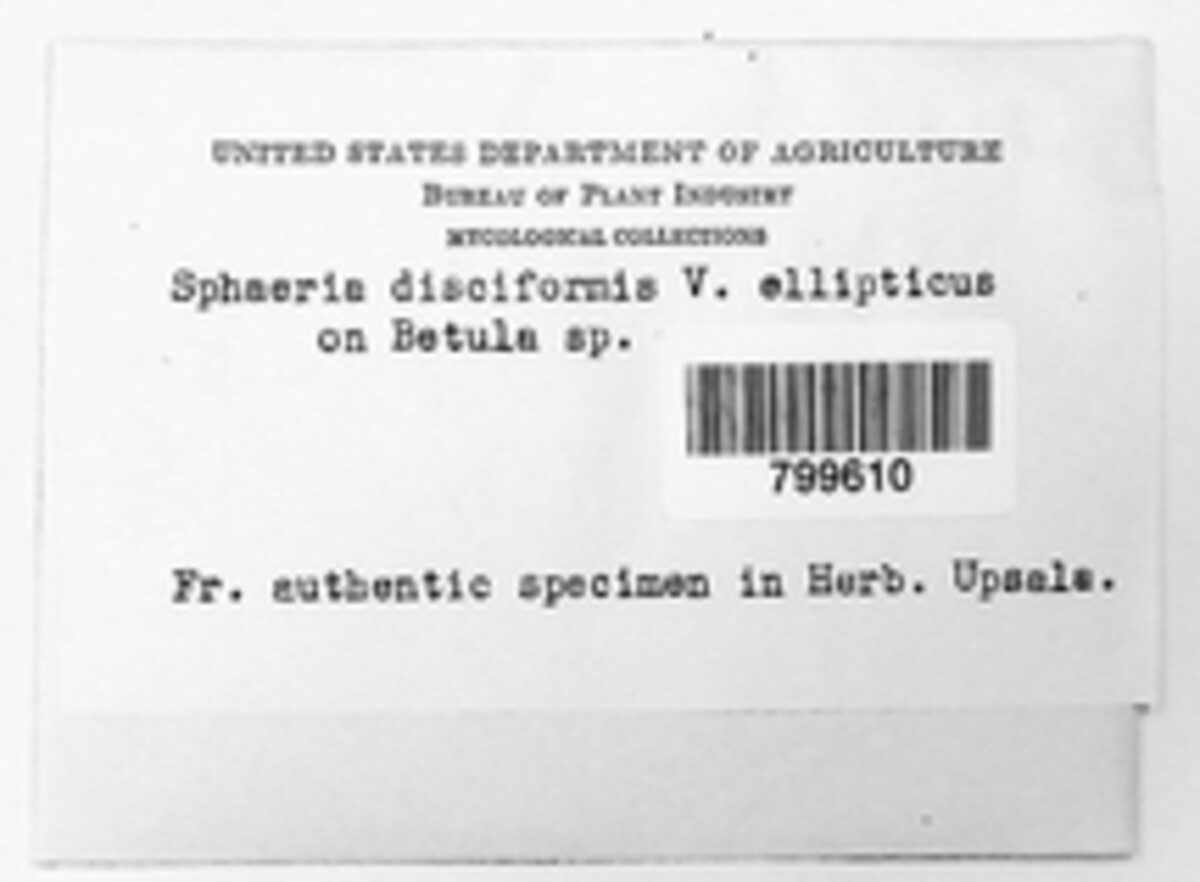 UNITED STATES DEPARTMENT OF AGRICULTURE
BUREAU OF PLANT INDUSTRY
MYCOLOGICAL COLLECTIONS
Sphaeria disciformis V. ellipticus
on Betula sp.
799610
Fr. authentic specimen in Herb. Upsala.